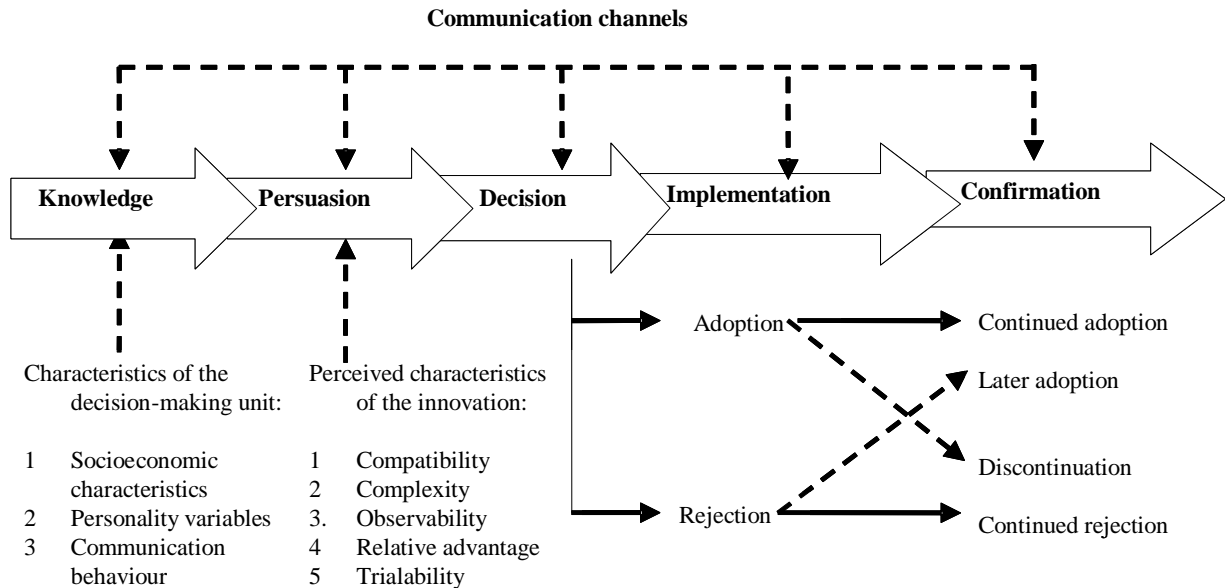 Communication channels
Knowledge
Persuasion
Decision
Implementation
Confirmation
Adoption
Continued adoption
Later adoption
Discontinuation
Rejection
Continued rejection
Characteristics of the
decision-making unit:
1 Socioeconomic
characteristics
2 Personality variables
3 Communication
behaviour
Perceived characteristics
of the innovation:
1 Compatibility
2 Complexity
3. Observability
4 Relative advantage
5 Trialability